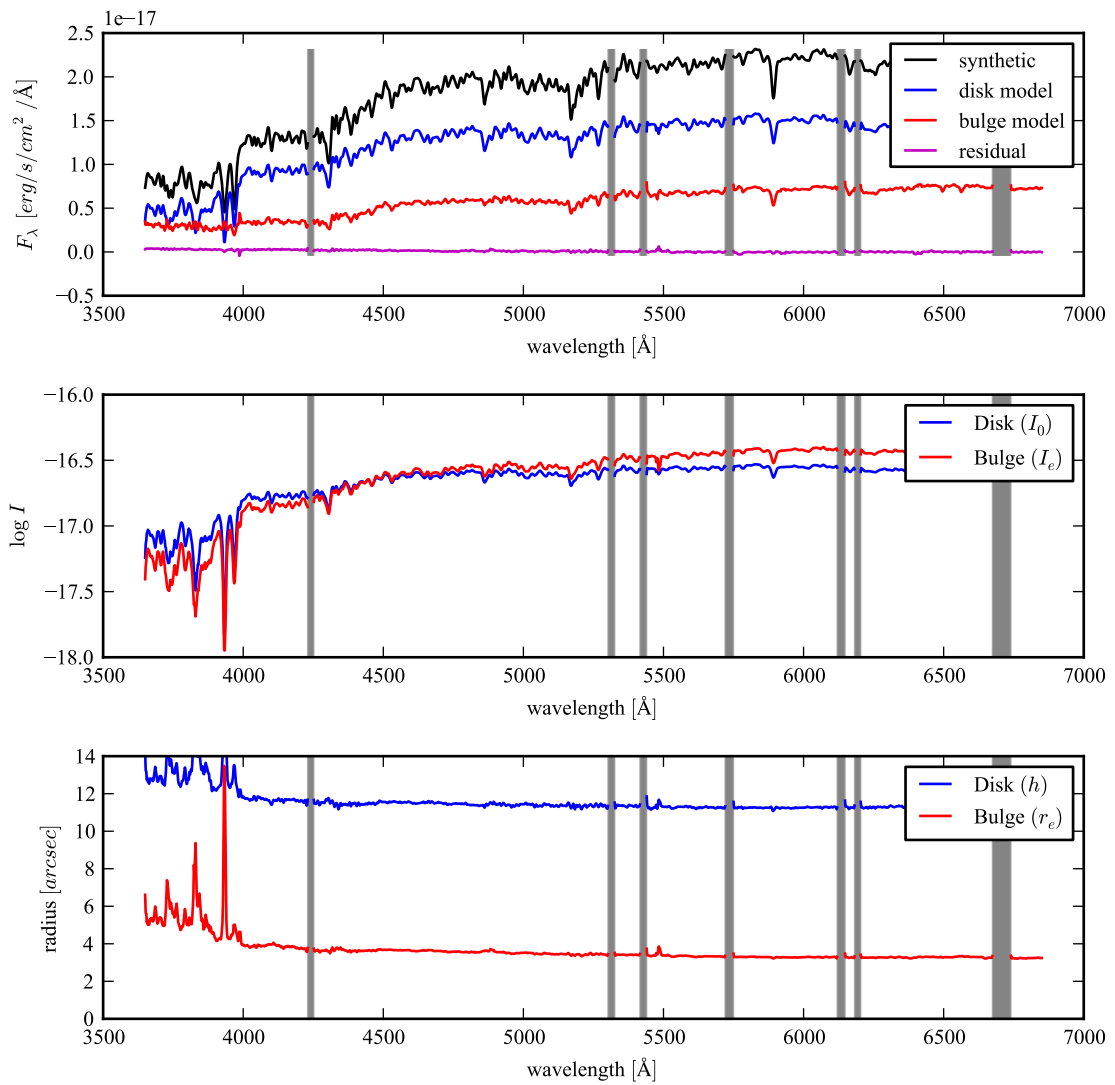 1e−17
2.5
2.0
1.5
1.0
0.5
0.0
−0.5
F_λ [erg/s/cm^2 /Å]
synthetic
disk model
bulge model
residual
3500 4000 4500 5000 5500 6000 6500 7000
wavelength [Å]
−16.0
−16.5
−17.0
−17.5
−18.0
log I
Disk (I_0)
Bulge (I_e)
3500 4000 4500 5000 5500 6000 6500 7000
wavelength [Å]
14
12
10
8
6
4
2
0
radius [arcsec]
Disk (h)
Bulge (r_e)
3500 4000 4500 5000 5500 6000 6500 7000
wavelength [Å]